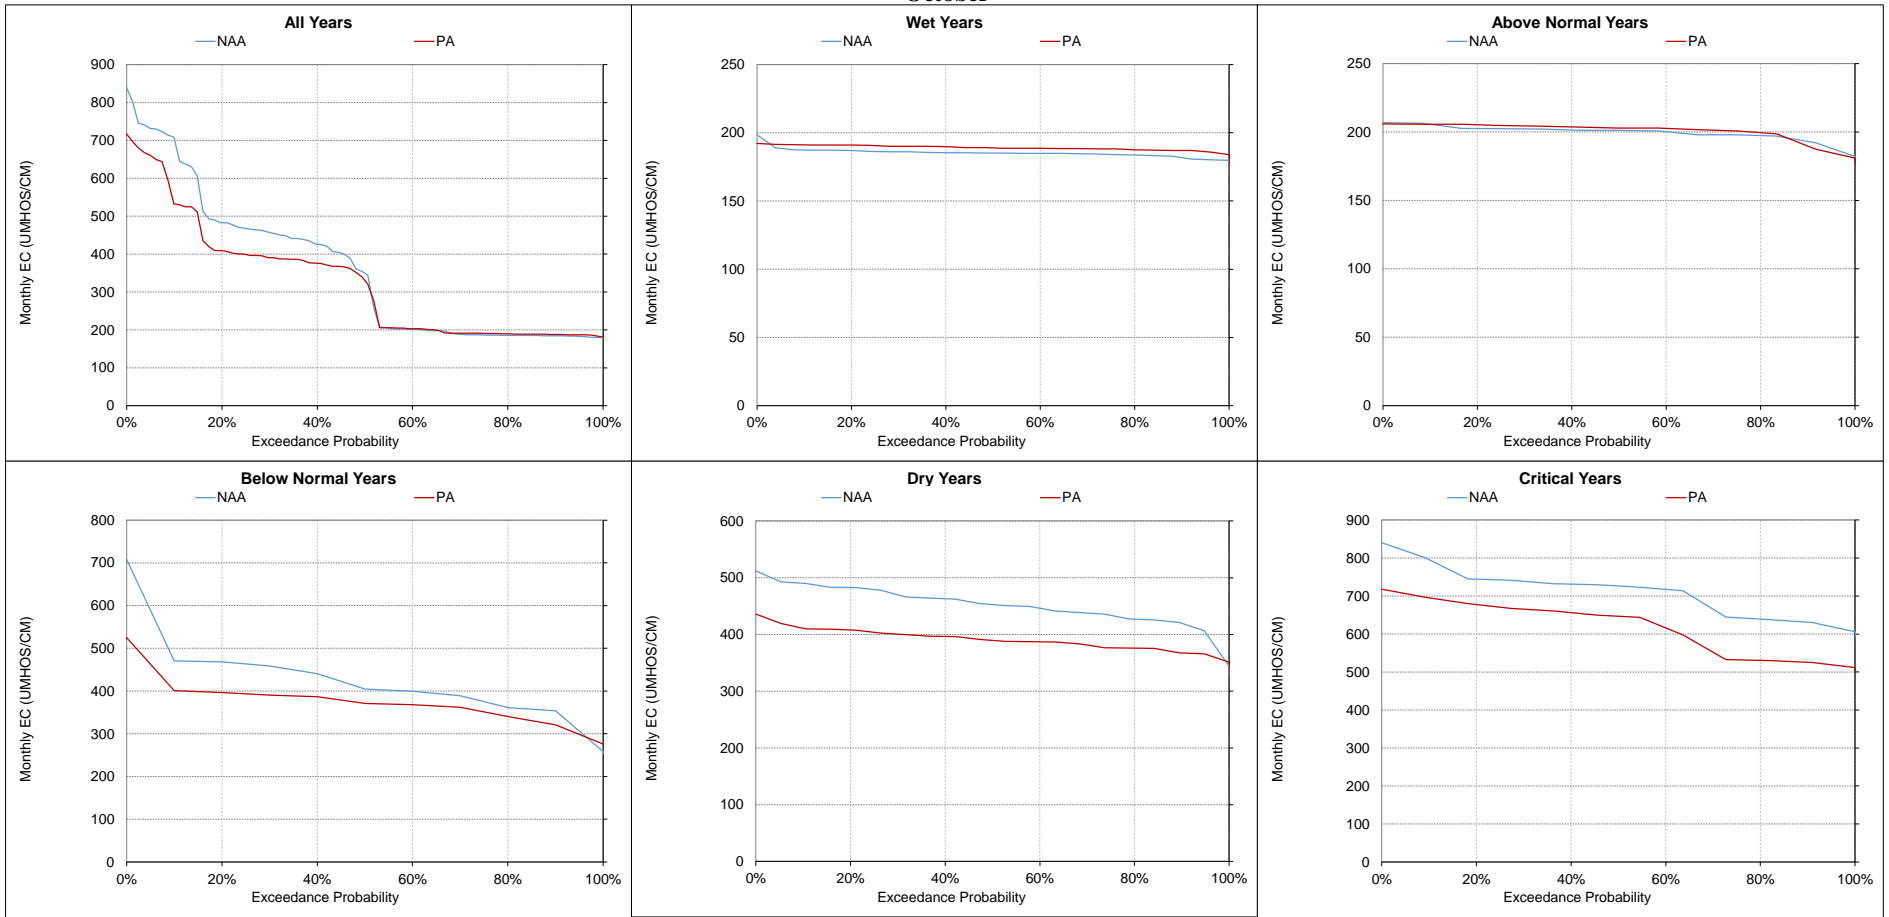 All Years
NAA PA
900
800
700
600
500
400
300
200
100
0
Monthly EC (UMHOS/CM)
0% 20% 40% 60% 80% 100%
Exceedance Probability
Wet Years
NAA PA
250
200
150
100
50
0
Monthly EC (UMHOS/CM)
0% 20% 40% 60% 80% 100%
Exceedance Probability
Above Normal Years
NAA PA
250
200
150
100
50
0
Monthly EC (UMHOS/CM)
0% 20% 40% 60% 80% 100%
Exceedance Probability
Below Normal Years
NAA PA
800
700
600
500
400
300
200
100
0
Monthly EC (UMHOS/CM)
0% 20% 40% 60% 80% 100%
Exceedance Probability
Dry Years
NAA PA
600
500
400
300
200
100
0
Monthly EC (UMHOS/CM)
0% 20% 40% 60% 80% 100%
Exceedance Probability
Critical Years
NAA PA
900
800
700
600
500
400
300
200
100
0
Monthly EC (UMHOS/CM)
0% 20% 40% 60% 80% 100%
Exceedance Probability